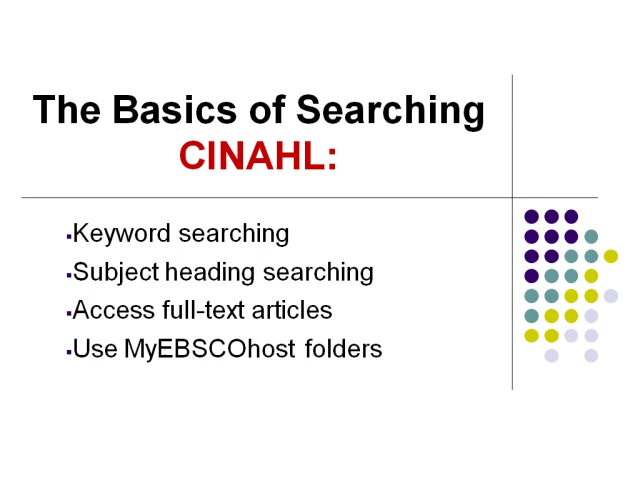 The Basics of Searching
CINAHL:
▪Keyword searching
▪Subject heading searching
▪Access full-text articles
▪Use MyEBSCOhost folders